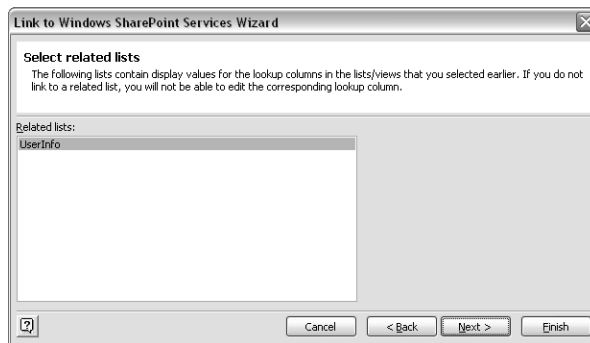 Link to Windows SharePoint Services Wizard
Select related lists
The following lists contain display values for the lookup columns in the lists/views that you selected earlier. If you do not
link to a related list, you will not be able to edit the corresponding lookup column.
Related lists:
UserInfo
Cancel
< Back
Next >
Finish